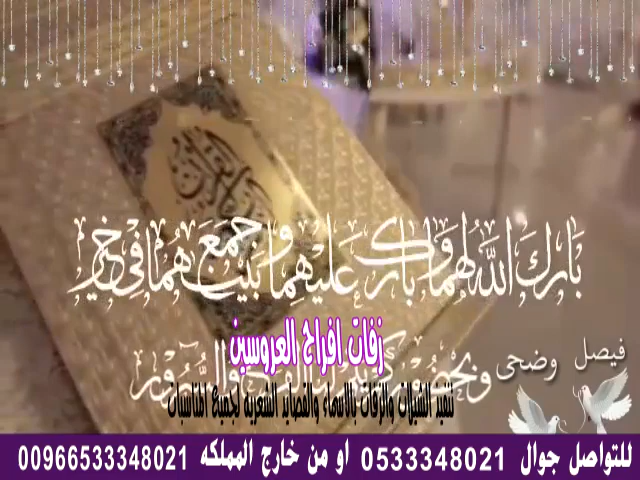 بارك الله لهما وبارك عليهما وجمع بينهما في خير
فيصل وضحى
زفات افراح العروسين
تنفيذ الشيلات والزفات بالاسماء والقصايد الشعريه لجميع المناسبات
للتواصل جوال 0533348021 او من خارج المملكه 00966533348021